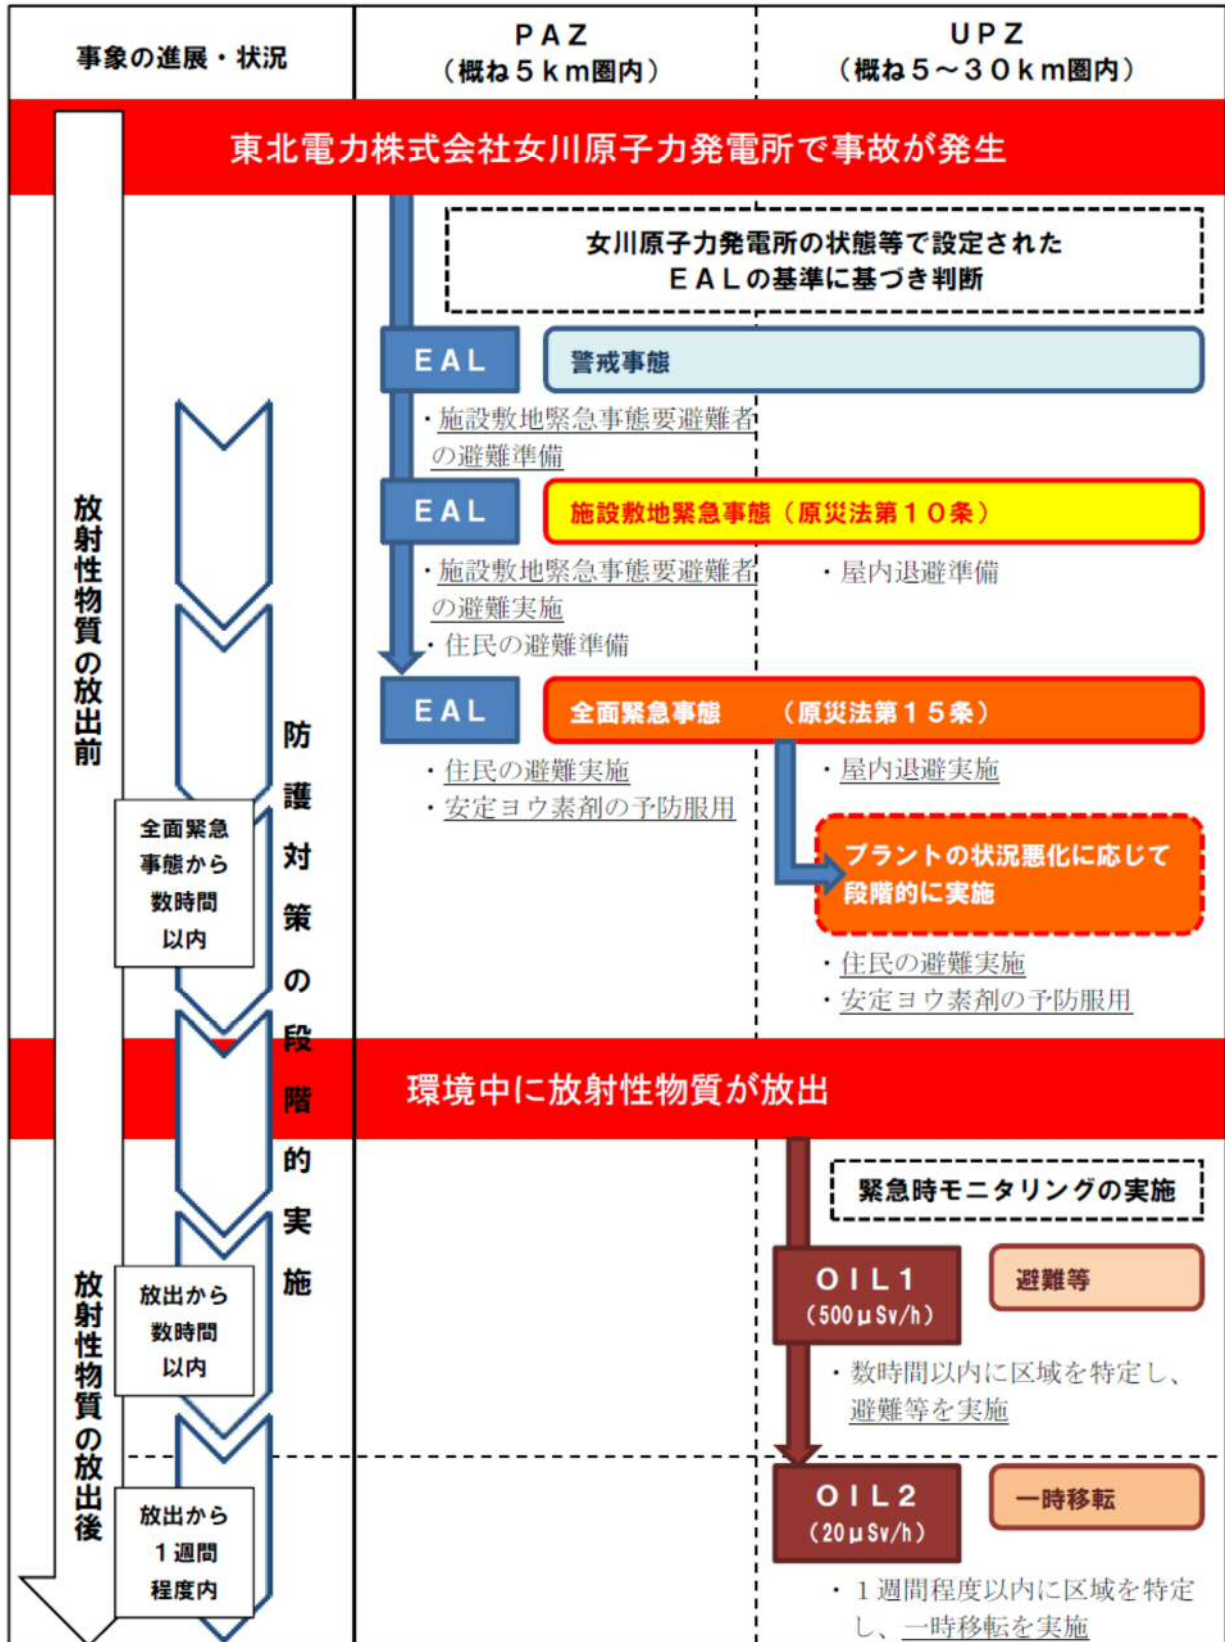 事象の進展・状況
ＰＡＺ
（概ね５ｋｍ圏内）
ＵＰＺ
（概ね５～３０ｋｍ圏内）
東北電力株式会社女川原子力発電所で事故が発生
女川原子力発電所の状態等で設定された
ＥＡＬの基準に基づき判断
ＥＡＬ
警戒事態
・施設敷地緊急事態要避難者
の避難準備
ＥＡＬ
施設敷地緊急事態（原災法第１０条）
・施設敷地緊急事態要避難者
の避難実施
・住民の避難準備
・屋内退避準備
ＥＡＬ
全面緊急事態　　（原災法第１５条）
・住民の避難実施
・安定ヨウ素剤の予防服用
・屋内退避実施
プラントの状況悪化に応じて
段階的に実施
・住民の避難実施
・安定ヨウ素剤の予防服用
放射性物質の放出前
防護対策の段階的実施
全面緊急
事態から
数時間
以内
環境中に放射性物質が放出
緊急時モニタリングの実施
放射性物質の放出後
放出から
数時間
以内
ＯＩＬ１
（500μSv/h）
避難等
・数時間以内に区域を特定し、
避難等を実施
放出から
１週間
程度内
ＯＩＬ２
（20μSv/h）
一時移転
・１週間程度以内に区域を特定
し、一時移転を実施